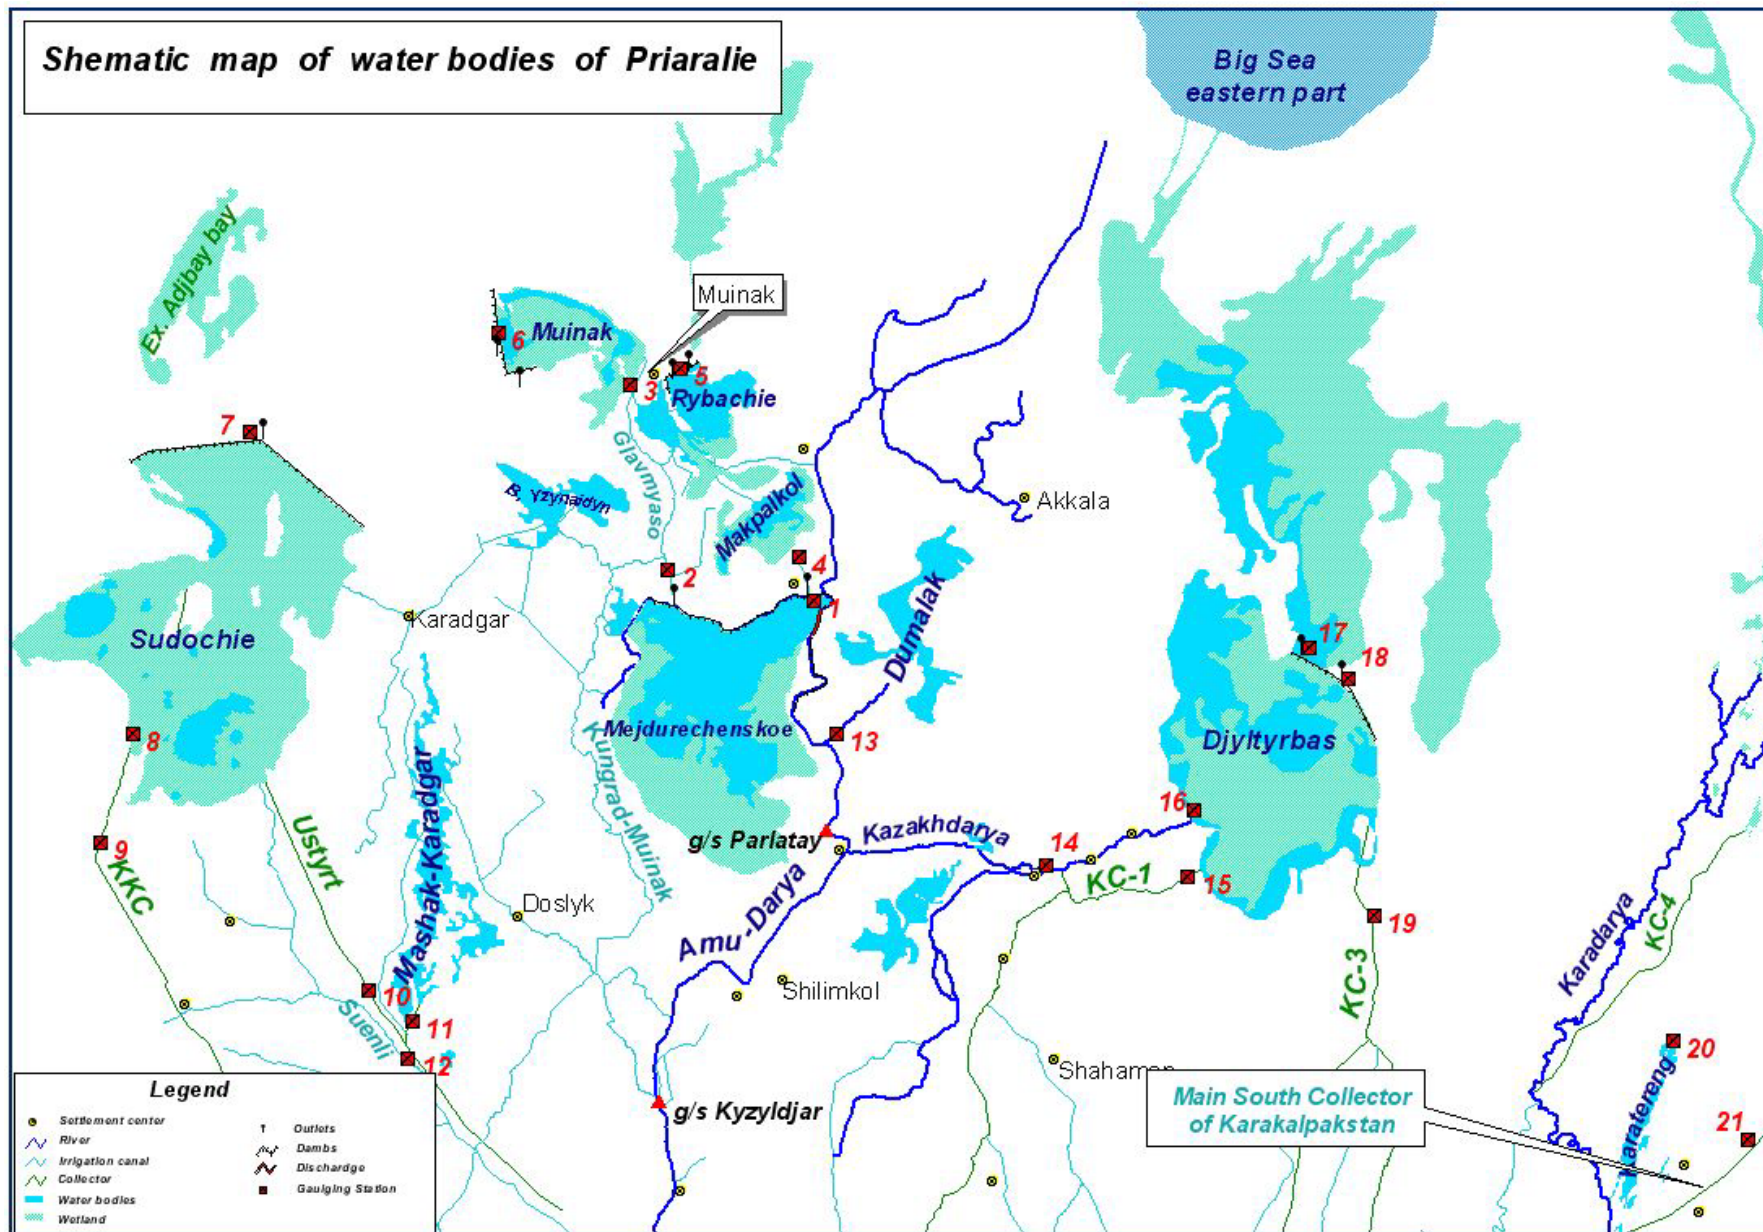 Shematic map of water bodies of Priaralie
Big Sea
eastern part
Ex. Adjbay bay
Muinak
Muinak
6
3
5
Rybachie
7
Glavmyaso
B. Yzynaidyn
Makpalkol
Akkala
2
4
1
Karadgar
Sudochie
Dumalak
17
18
8
Mejdurechenskoe
13
Djyltyrbas
Kungrad-Muinak
Mashak-Karadgar
16
9
KKC
Ustyrt
g/s Parlatay
Kazakhdarya
14
KC-1
15
Doslyk
Amu-Darya
19
Karadarya
KC-4
KC-3
Shilimkol
10
Suenli
11
12
20
Shahaman
g/s Kyzyldjar
Main South Collector
of Karakalpakstan
Karatereng
21
Legend
Settlement center
River
Irrigation canal
Collector
Water bodies
Wetland
Outlets
Dambs
Dischardge
Gaulging Station